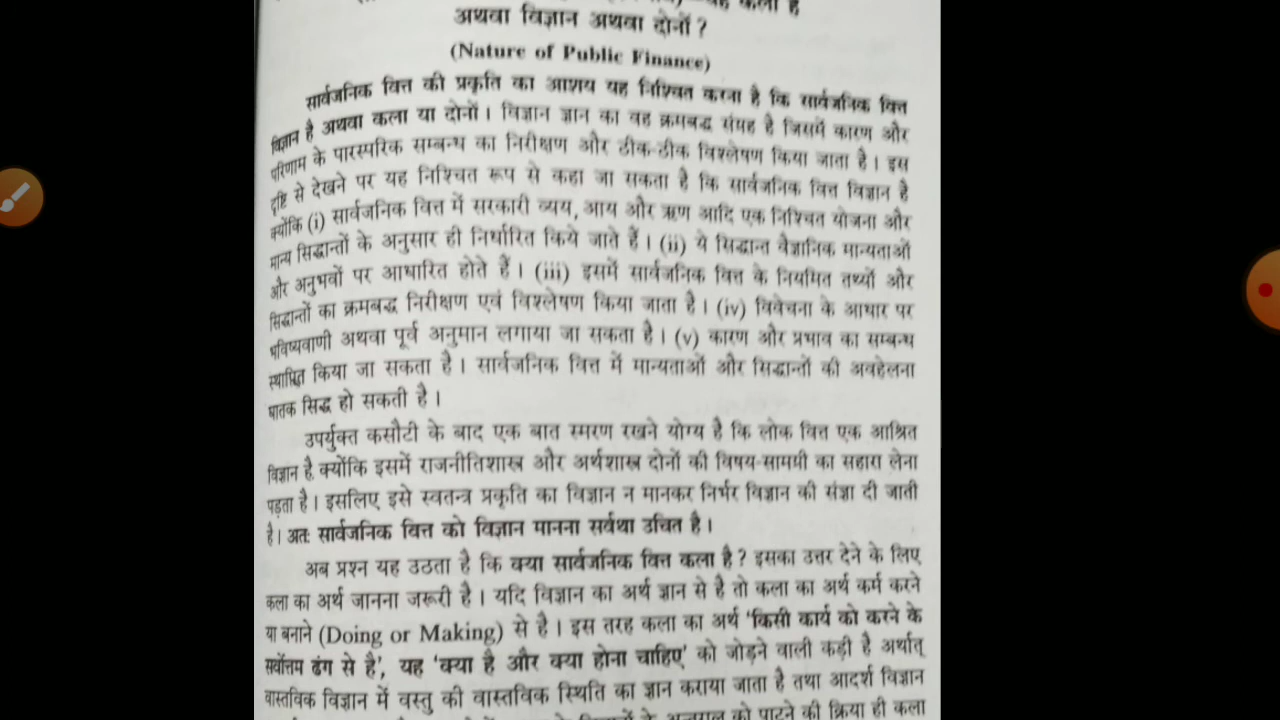 कला है
अथवा विज्ञान अथवा दोनों ?
(Nature of Public Finance)
सार्वजनिक वित्त की प्रकृति का आशय यह निश्चित करना है कि सार्वजनिक वित्त
विज्ञान है अथवा कला या दोनों । विज्ञान ज्ञान का वह क्रमबद्ध संग्रह है जिसमें कारण और
परिणाम के पारस्परिक सम्बन्ध का निरीक्षण और ठीक-ठीक विश्लेषण किया जाता है । इस
दृष्टि से देखने पर यह निश्चित रूप से कहा जा सकता है कि सार्वजनिक वित्त विज्ञान है
क्योंकि (i) सार्वजनिक वित्त में सरकारी व्यय, आय और ऋण आदि एक निश्चित योजना और
मान्य सिद्धान्तों के अनुसार ही निर्धारित किये जाते हैं । (ii) ये सिद्धान्त वैज्ञानिक मान्यताओं
और अनुभवों पर आधारित होते हैं । (iii) इसमें सार्वजनिक वित्त के नियमित तथ्यों और
सिद्धान्तों का क्रमबद्ध निरीक्षण एवं विश्लेषण किया जाता है । (iv) विवेचना के आधार पर
भविष्यवाणी अथवा पूर्व अनुमान लगाया जा सकता है । (v) कारण और प्रभाव का सम्बन्ध
स्थापित किया जा सकता है । सार्वजनिक वित्त में मान्यताओं और सिद्धान्तों की अवहेलना
घातक सिद्ध हो सकती है ।
उपर्युक्त कसौटी के बाद एक बात स्मरण रखने योग्य है कि लोक वित्त एक आश्रित
विज्ञान है, क्योंकि इसमें राजनीतिशास्त्र और अर्थशास्त्र दोनों की विषय-सामग्री का सहारा लेना
पड़ता है । इसलिए इसे स्वतन्त्र प्रकृति का विज्ञान न मानकर निर्भर विज्ञान की संज्ञा दी जाती
है । अतः सार्वजनिक वित्त को विज्ञान मानना सर्वथा उचित है ।
अब प्रश्न यह उठता है कि क्या सार्वजनिक वित्त कला है ? इसका उत्तर देने के लिए
कला का अर्थ जानना जरूरी है । यदि विज्ञान का अर्थ ज्ञान से है तो कला का अर्थ कर्म करने
या बनाने (Doing or Making) से है । इस तरह कला का अर्थ 'किसी कार्य को करने के
सर्वोत्तम ढंग से है', यह 'क्या है और क्या होना चाहिए' को जोड़ने वाली कड़ी है अर्थात्
वास्तविक विज्ञान में वस्तु की वास्तविक स्थिति का ज्ञान कराया जाता है तथा आदर्श विज्ञान
के अन्तराल को पाटने की क्रिया ही कला